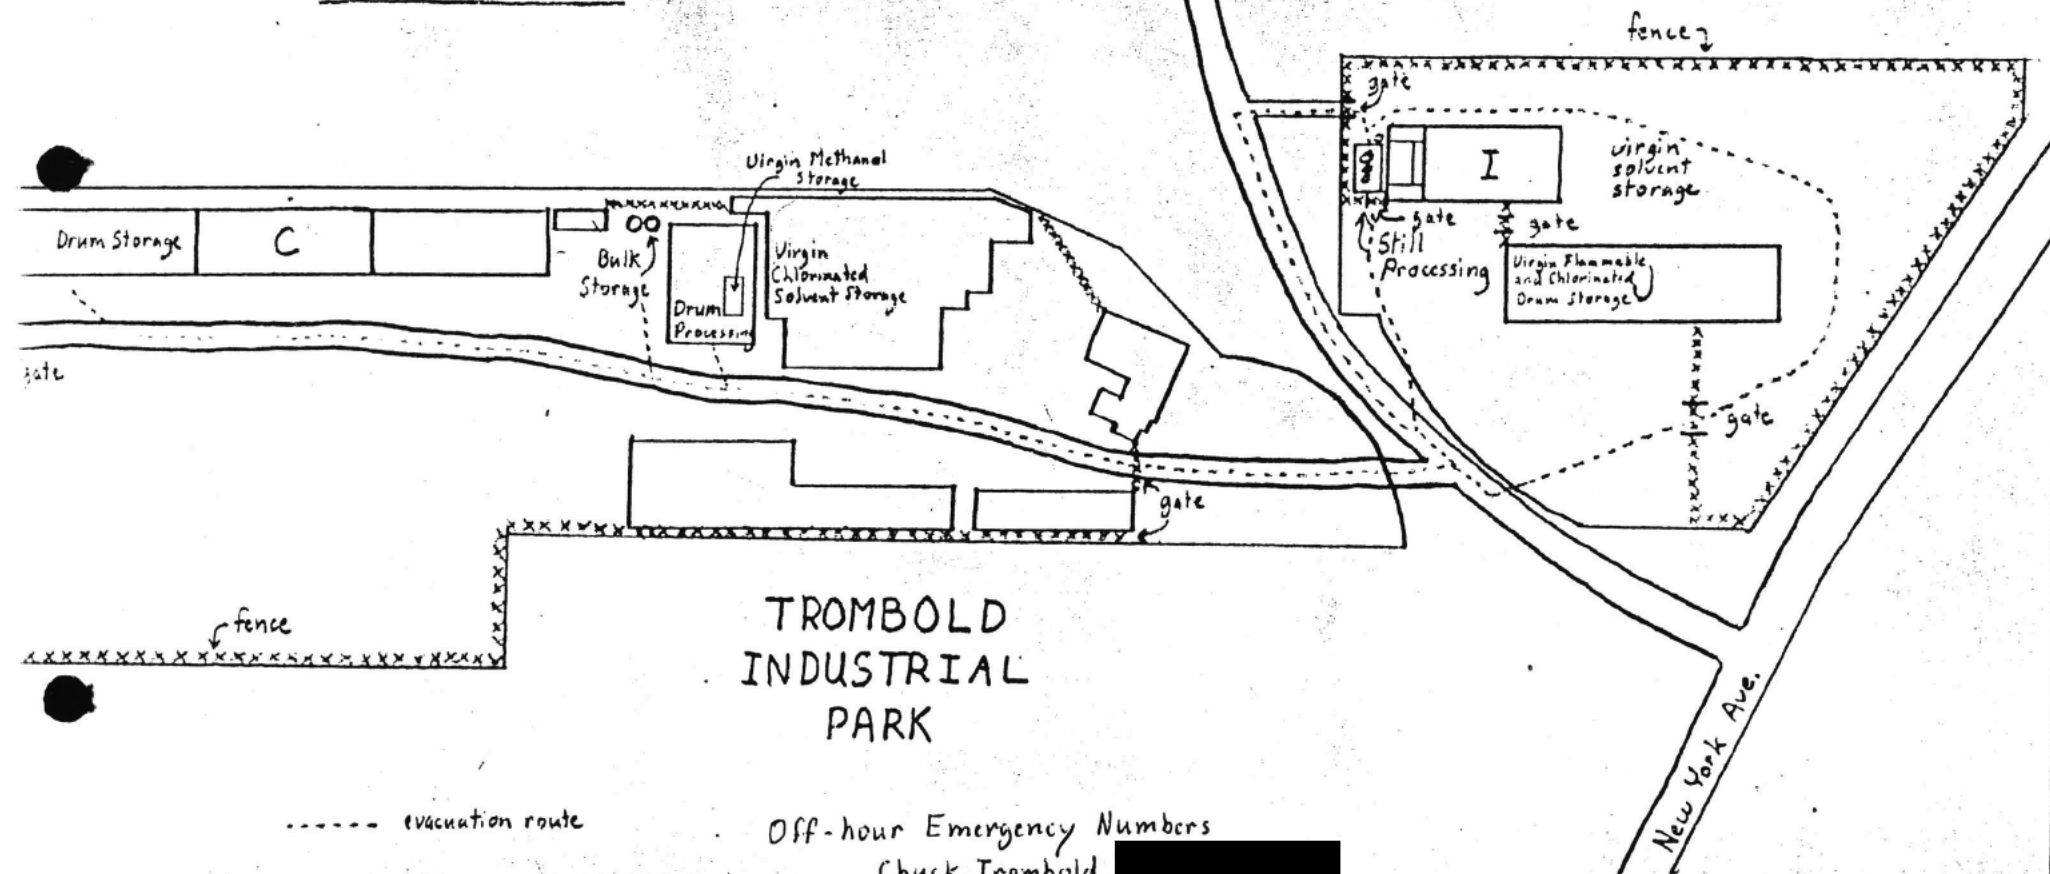 fence
gate
Virgin Methanol
Storage
Drum Storage
C
Bulk
Storage
Drum
Processing
Virgin
Chlorinated
Solvent Storage
I
virgin
solvent
storage
gate
gate
Still
Processing
Virgin Flammable
and Chlorinated
Drum Storage
gate
gate
gate
fence
TROMBOLD
INDUSTRIAL
PARK
New York Ave.
evacuation route
Off-hour Emergency Numbers
Chuck Trombold